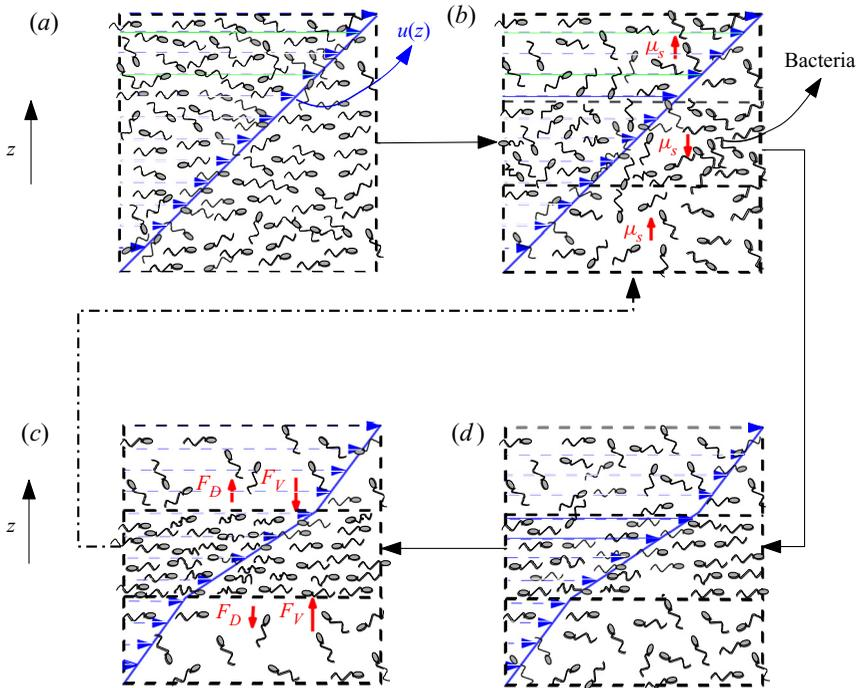 (a)
u(z)
z
(b)
μs
Bacteria
μs
μs
(c)
z
FD
FV
FD
FV
(d)